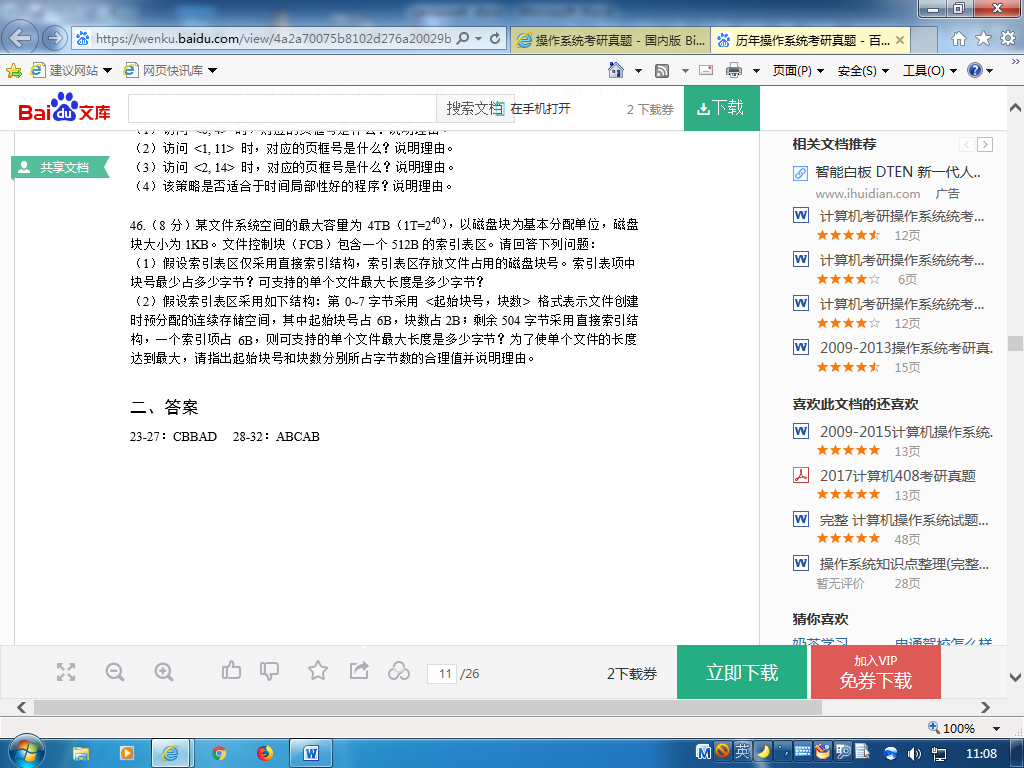 https://wenku.baidu.com/view/4a2a70075b8102d276a20029b
操作系统考研真题 - 国内版 Bi...
历年操作系统考研真题 - 百...
建议网站
网页快讯库
页面(P)
安全(S)
工具(O)
Bai du 文库
搜索文档
在手机打开
2 下载券
下载
共享文档
(2) 访问 <1, 11> 时,对应的页框号是什么?说明理由。
(3) 访问 <2, 14> 时,对应的页框号是什么?说明理由。
(4) 该策略是否适合于时间局部性好的程序?说明理由。
46.(8 分)某文件系统空间的最大容量为 4TB(1T=2^40),以磁盘块为基本分配单位,磁盘
块大小为 1KB。文件控制块(FCB)包含一个 512B 的索引表区。请回答下列问题:
(1)假设索引表区仅采用直接索引结构,索引表区存放文件占用的磁盘块号。索引表项中
块号最少占多少字节?可支持的单个文件最大长度是多少字节?
(2)假设索引表区采用如下结构:第 0~7 字节采用 <起始块号,块数> 格式表示文件创建
时预分配的连续存储空间,其中起始块号占 6B,块数占 2B;剩余 504 字节采用直接索引结
构,一个索引项占 6B,则可支持的单个文件最大长度是多少字节?为了使单个文件的长度
达到最大,请指出起始块号和块数分别所占字节数的合理值并说明理由。
二、答案
23-27:CBBAD 28-32:ABCAB
相关文档推荐
智能白板 DTEN 新一代人..
www.ihuidian.com 广告
计算机考研操作系统统考...
12页
计算机考研操作系统统考...
6页
计算机考研操作系统统考...
12页
2009-2013操作系统考研真.
15页
喜欢此文档的还喜欢
2009-2015计算机操作系统.
13页
2017计算机408考研真题
13页
完整 计算机操作系统试题...
48页
操作系统知识点整理(完整...
暂无评价 28页
猜你喜欢
11 /26
2下载券
立即下载
加入VIP
免券下载
100%
英
11:08